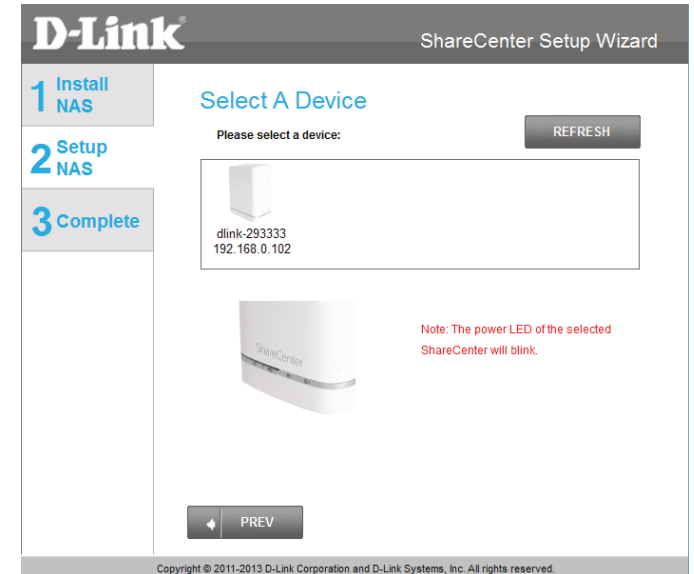 D-Link
ShareCenter Setup Wizard
1 Install
NAS
2 Setup
NAS
3 Complete
Select A Device
Please select a device:
REFRESH
dlink-293333
192.168.0.102
ShareCenter
Note: The power LED of the selected
ShareCenter will blink.
PREV
Copyright © 2011-2013 D-Link Corporation and D-Link Systems, Inc. All rights reserved.